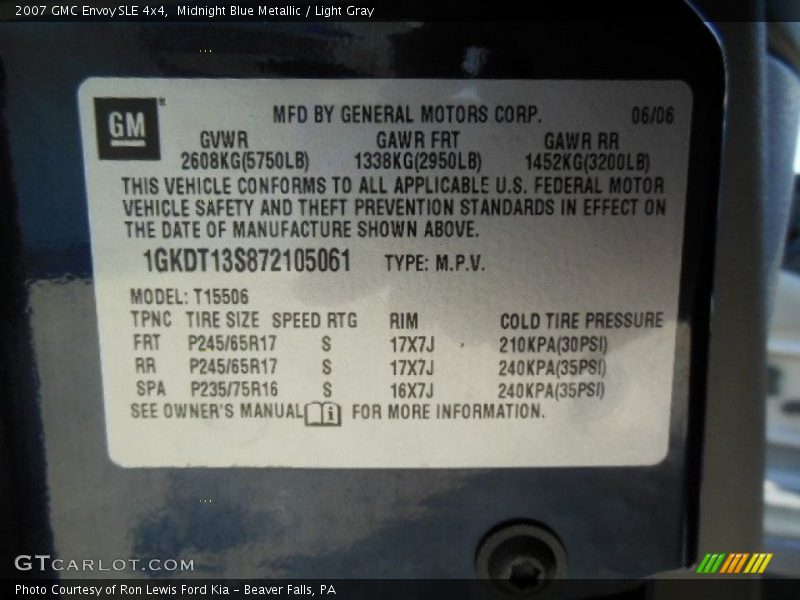 2007 GMC Envoy SLE 4x4, Midnight Blue Metallic / Light Gray
GM®
MFD BY GENERAL MOTORS CORP. 06/06
GVWR GAWR FRT GAWR RR
2608KG(5750LB) 1338KG(2950LB) 1452KG(3200LB)
THIS VEHICLE CONFORMS TO ALL APPLICABLE U.S. FEDERAL MOTOR
VEHICLE SAFETY AND THEFT PREVENTION STANDARDS IN EFFECT ON
THE DATE OF MANUFACTURE SHOWN ABOVE.
1GKDT13S872105061 TYPE: M.P.V.
MODEL: T15506
TPNC TIRE SIZE SPEED RTG RIM COLD TIRE PRESSURE
FRT P245/65R17 S 17X7J 210KPA(30PSI)
RR P245/65R17 S 17X7J 240KPA(35PSI)
SPA P235/75R16 S 16X7J 240KPA(35PSI)
SEE OWNER'S MANUAL FOR MORE INFORMATION.
GTCARLOT.COM
Photo Courtesy of Ron Lewis Ford Kia - Beaver Falls, PA